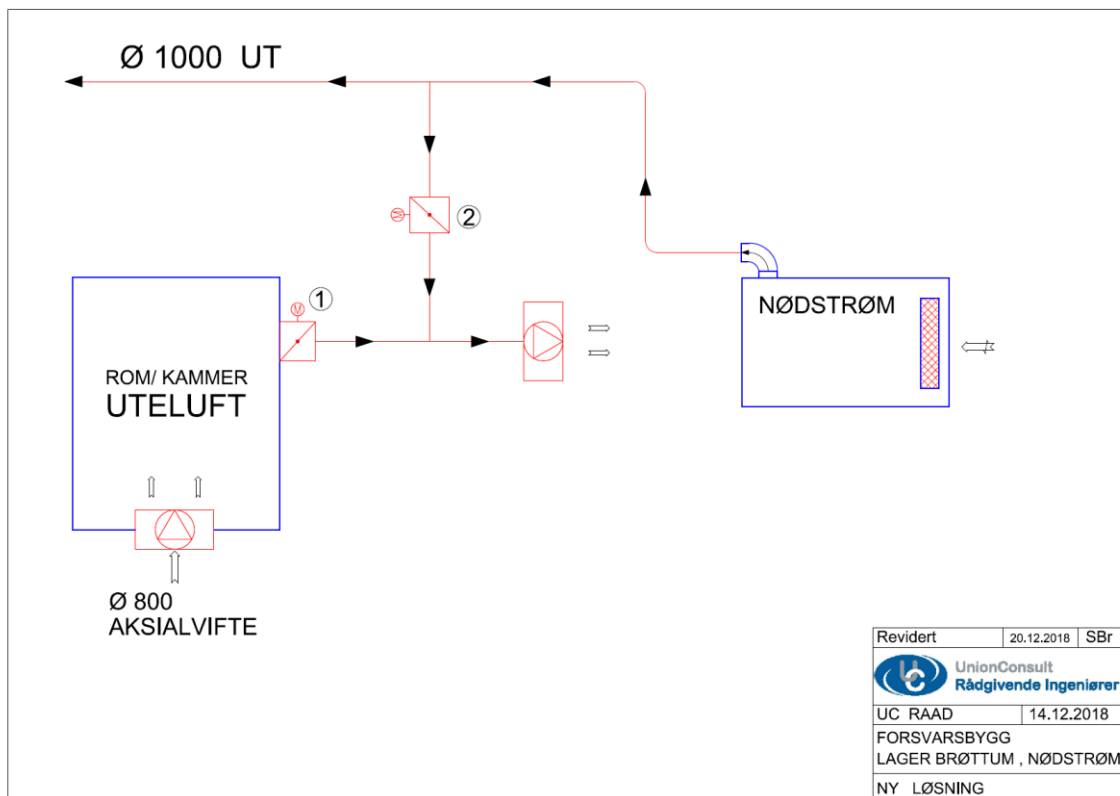 Ø 1000 UT
2
1
NØDSTRØM
ROM/ KAMMER
UTELUFT
Ø 800
AKSIALVIFTE
M
M
Revidert 20.12.2018 SBr
UC
UnionConsult
Rådgivende Ingeniører
UC RAAD 14.12.2018
FORSVARSBYGG
LAGER BRØTTUM , NØDSTRØM
NY LØSNING